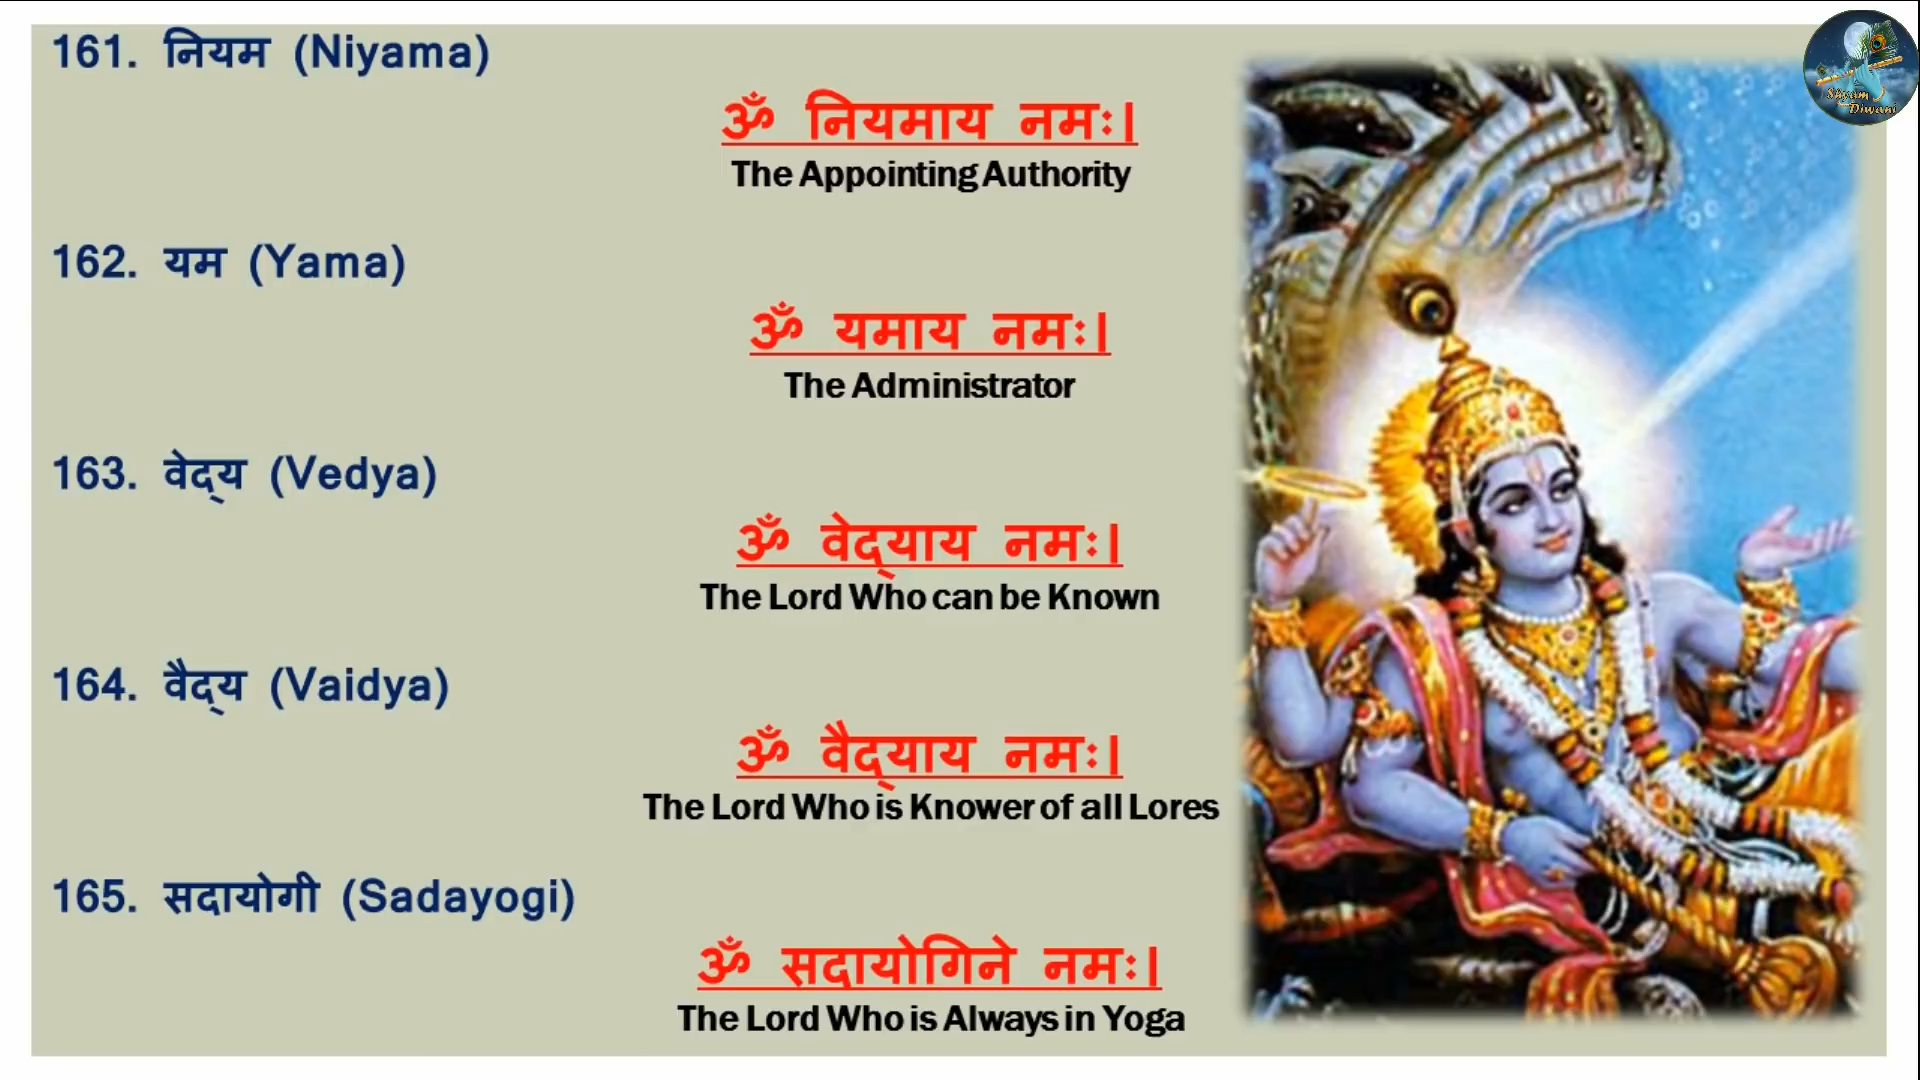 161. नियम (Niyama)
ॐ नियमाय नमः।
The Appointing Authority
162. यम (Yama)
ॐ यमाय नमः।
The Administrator
163. वेद्‌य (Vedya)
ॐ वेद्‌याय नमः।
The Lord Who can be Known
164. वैद्‌य (Vaidya)
ॐ वैद्‌याय नमः।
The Lord Who is Knower of all Lores
165. सदायोगी (Sadayogi)
ॐ सदायोगिने नमः।
The Lord Who is Always in Yoga
Shyam
Diwani